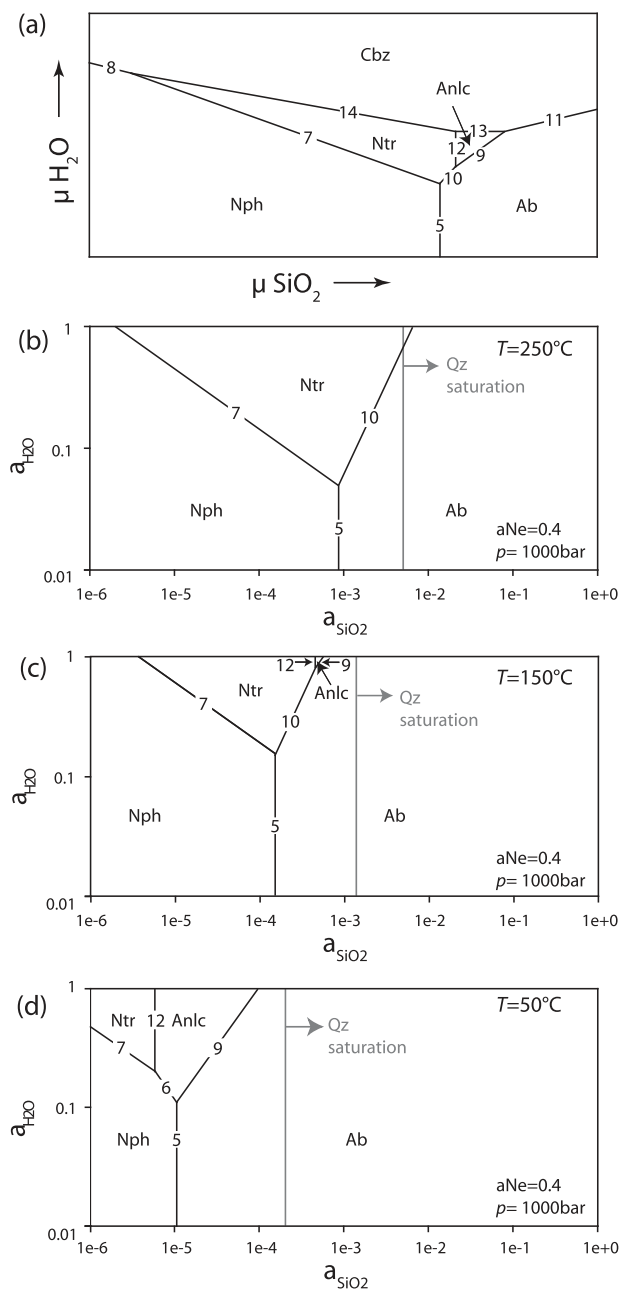 (a)
Cbz
8
Anlc
14
13
11
7
Ntr
12
9
10
Nph
Ab
5
μ H₂O
μ SiO₂
(b)
1
T=250°C
Qz
saturation
Ntr
7
10
0.1
aH2O
Nph
5
Ab
aNe=0.4
p= 1000bar
0.01
1e-6 1e-5 1e-4 1e-3 1e-2 1e-1 1e+0
aSiO2
(c)
1
12 9
T=150°C
Ntr
Anlc
Qz
saturation
7
10
0.1
aH2O
Nph
5
Ab
aNe=0.4
p= 1000bar
0.01
1e-6 1e-5 1e-4 1e-3 1e-2 1e-1 1e+0
aSiO2
(d)
1
T=50°C
Ntr 12 Anlc
Qz
saturation
7
9
6
0.1
aH2O
Nph
5
Ab
aNe=0.4
p= 1000bar
0.01
1e-6 1e-5 1e-4 1e-3 1e-2 1e-1 1e+0
aSiO2